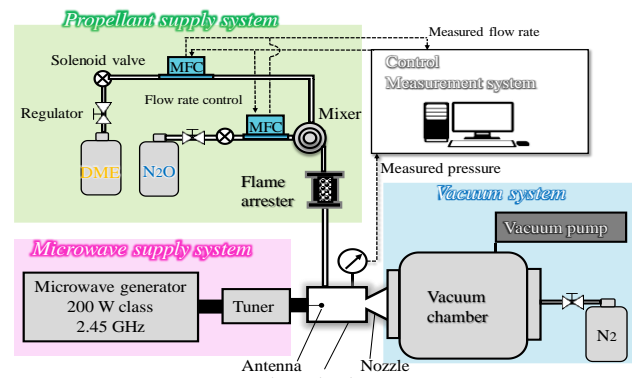 Propellant supply system
Measured flow rate
Solenoid valve
MFC
Control
Measurement system
Regulator
Flow rate control
MFC
Mixer
DME
N2O
Measured pressure
Flame
arrester
Vacuum system
Vacuum pump
Microwave supply system
Microwave generator
200 W class
2.45 GHz
Tuner
Vacuum
chamber
N2
Antenna
Nozzle